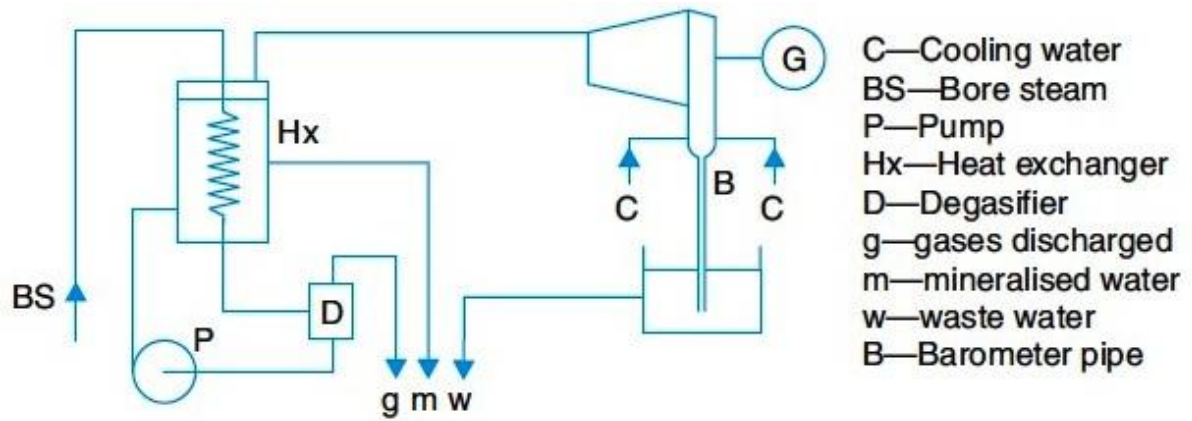 G
C—Cooling water
BS—Bore steam
P—Pump
Hx—Heat exchanger
D—Degasifier
g—gases discharged
m—mineralised water
w—waste water
B—Barometer pipe
Hx
B
C
C
BS
D
P
g m w